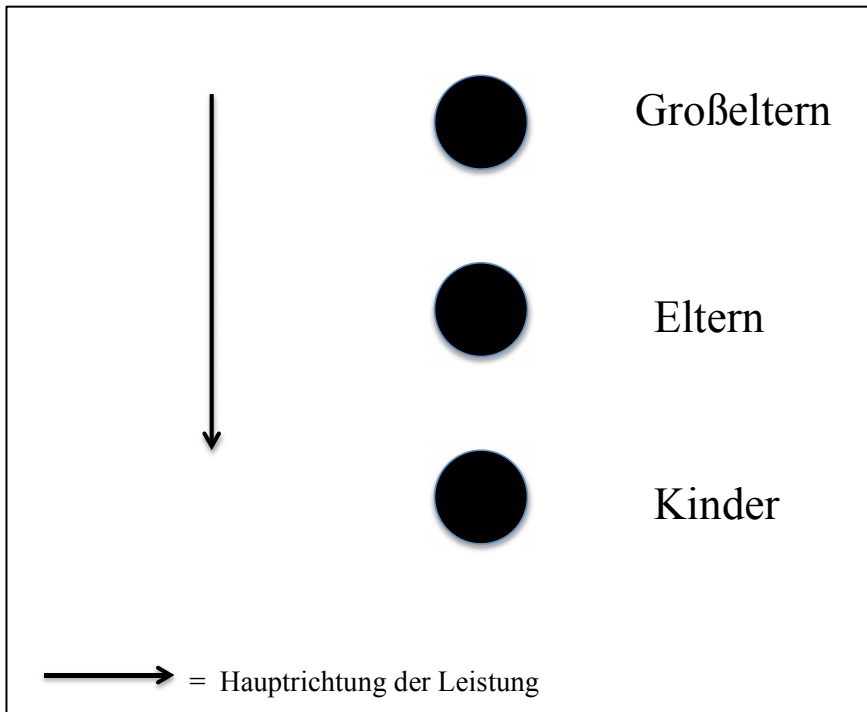 Großeltern
Eltern
Kinder
= Hauptrichtung der Leistung